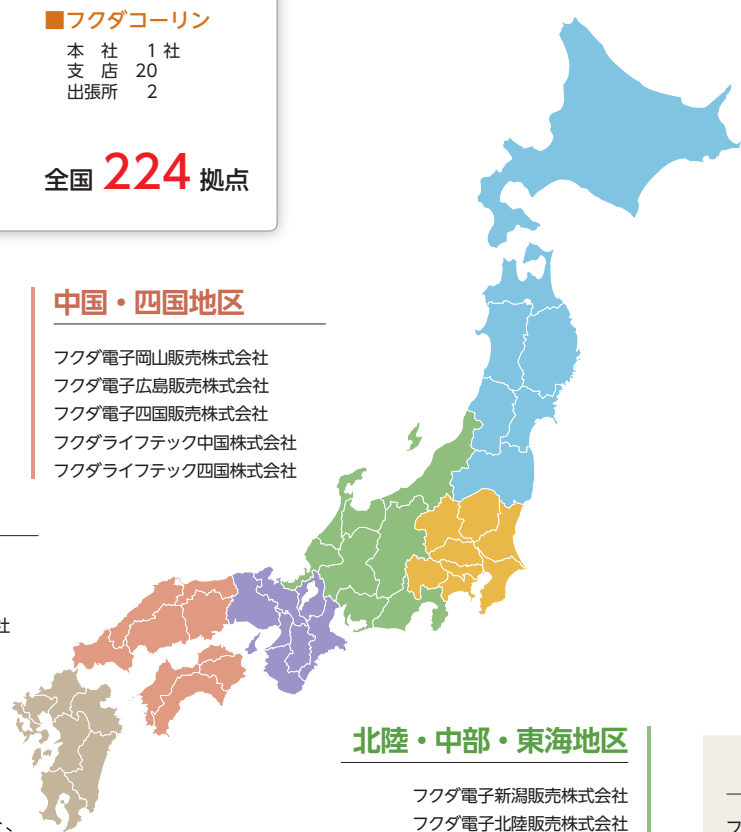 ■フクダコーリン
本 社 1 社
支 店 20
出張所 2
全国 224 拠点
中国・四国地区
フクダ電子岡山販売株式会社
フクダ電子広島販売株式会社
フクダ電子四国販売株式会社
フクダライフテック中国株式会社
フクダライフテック四国株式会社
社
北陸・中部・東海地区
フクダ電子新潟販売株式会社
フクダ電子北陸販売株式会社